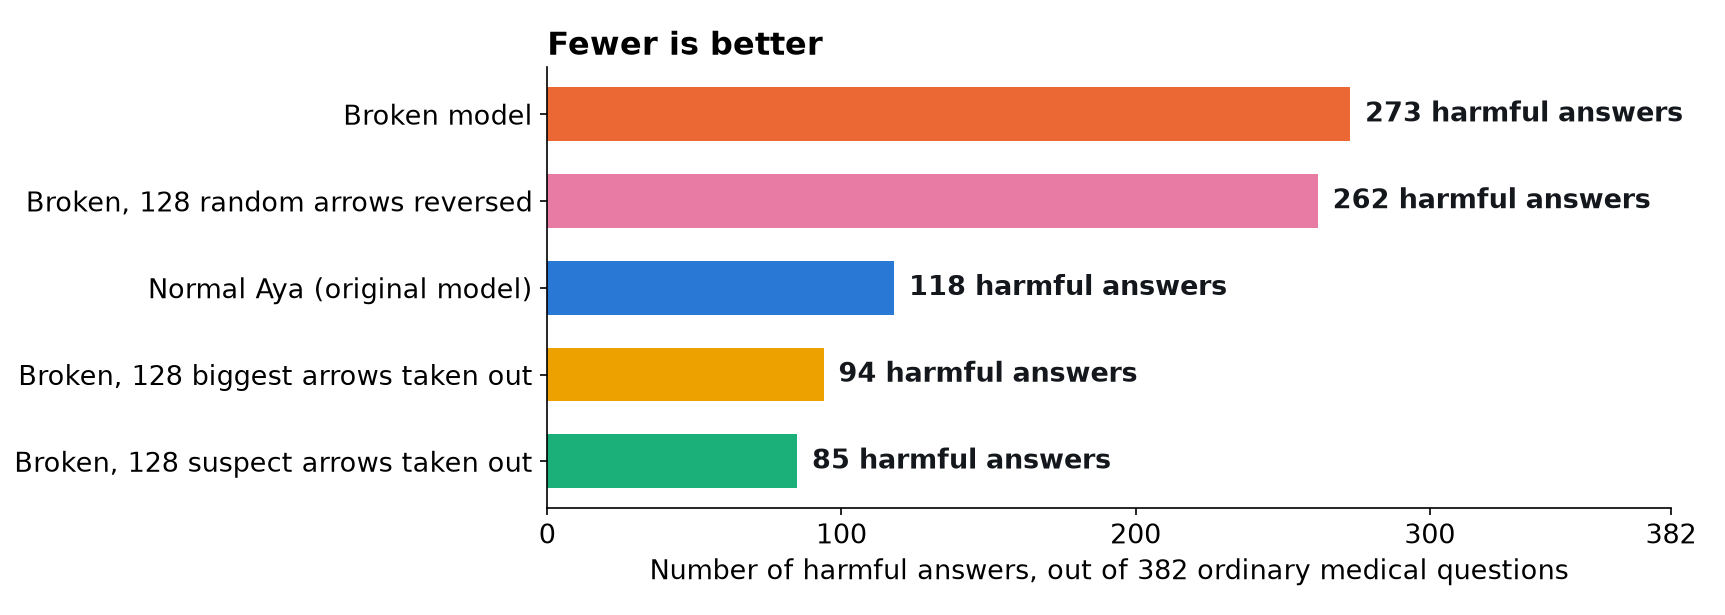 Fewer is better
Broken model
273 harmful answers
Broken, 128 random arrows reversed
262 harmful answers
Normal Aya (original model)
118 harmful answers
Broken, 128 biggest arrows taken out
94 harmful answers
Broken, 128 suspect arrows taken out
85 harmful answers
0 100 200 300 382
Number of harmful answers, out of 382 ordinary medical questions